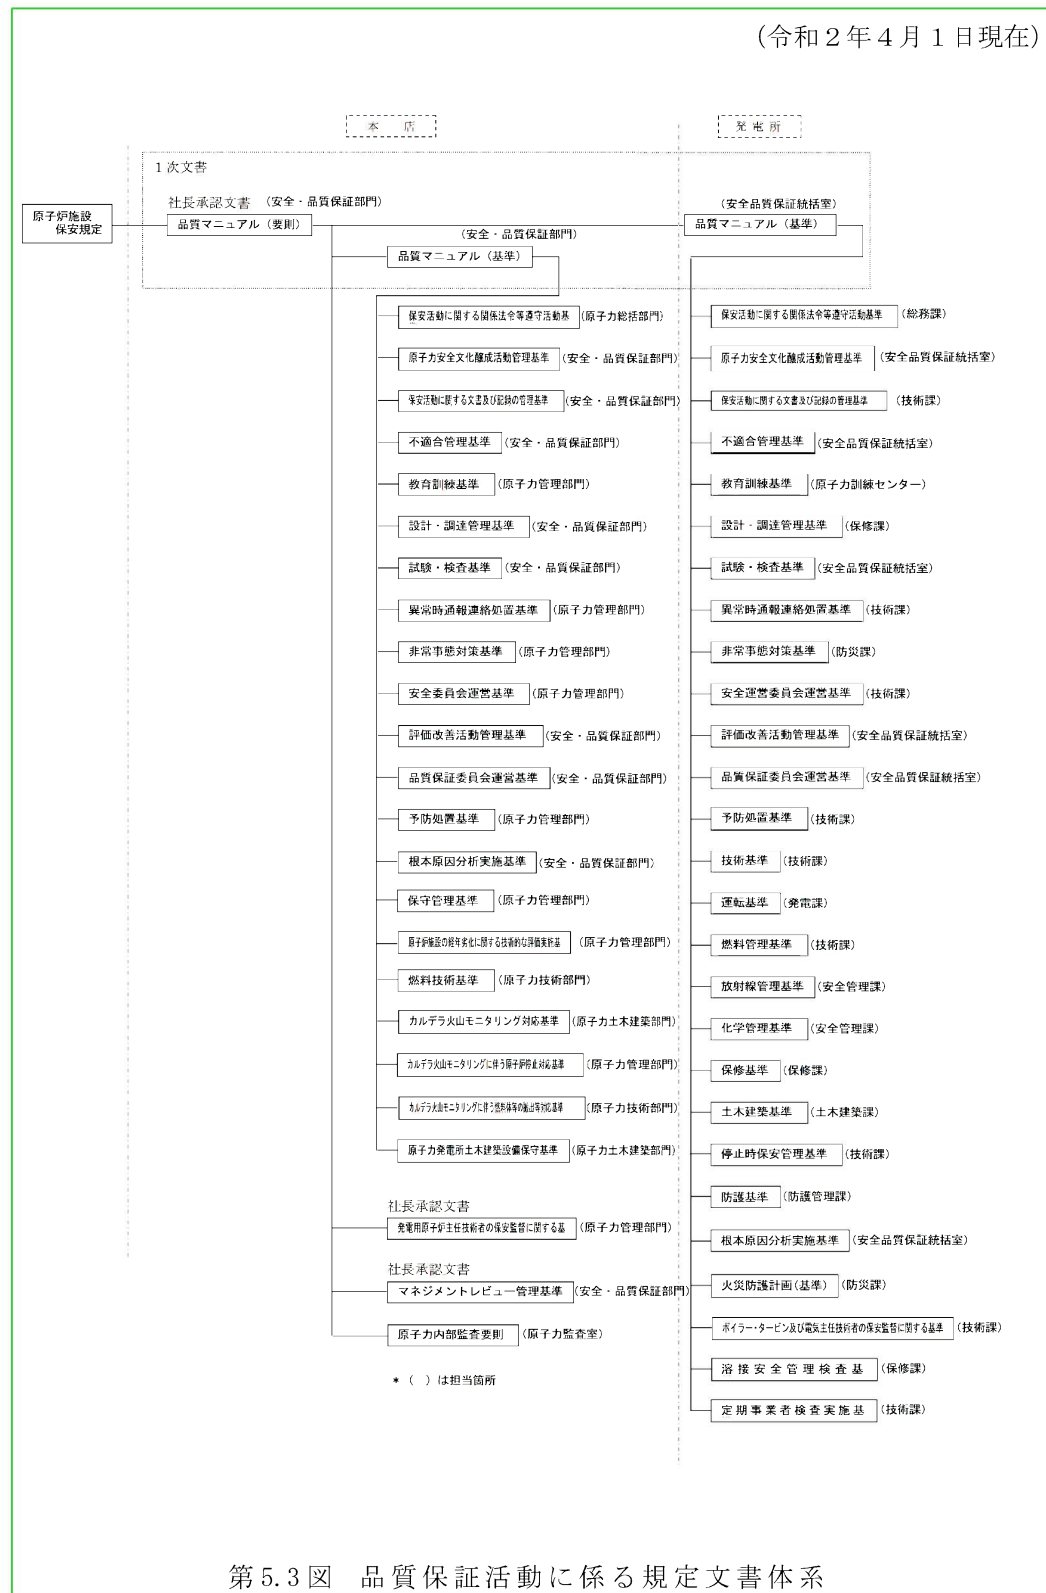 (令和２年４月１日現在)
本　店
発電所
１次文書
社長承認文書 (安全・品質保証部門)
(安全品質保証統括室)
原子炉施設
保安規定
品質マニュアル（要則）
品質マニュアル（基準）
(安全・品質保証部門)
品質マニュアル（基準）
保安活動に関する関係法令等遵守活動基 (原子力総括部門)
原子力安全文化醸成活動管理基準 (安全・品質保証部門)
保安活動に関する文書及び記録の管理基準 (安全・品質保証部門)
不適合管理基準 (安全・品質保証部門)
教育訓練基準 (原子力管理部門)
設計・調達管理基準 (安全・品質保証部門)
試験・検査基準 (安全・品質保証部門)
異常時通報連絡処置基準 (原子力管理部門)
非常事態対策基準 (原子力管理部門)
安全委員会運営基準 (原子力管理部門)
評価改善活動管理基準 (安全・品質保証部門)
品質保証委員会運営基準 (安全・品質保証部門)
予防処置基準 (原子力管理部門)
根本原因分析実施基準 (安全・品質保証部門)
保守管理基準 (原子力管理部門)
原子炉施設の経年劣化に関する技術的な評価実施基 (原子力管理部門)
燃料技術基準 (原子力技術部門)
カルデラ火山モニタリング対応基準 (原子力土木建築部門)
カルデラ火山モニタリングに伴う原子炉停止対応基準 (原子力管理部門)
カルデラ火山モニタリングに伴う燃料体等の搬出等対応基準 (原子力技術部門)
原子力発電所土木建築設備保守基準 (原子力土木建築部門)
社長承認文書
発電用原子炉主任技術者の保安監督に関する基 (原子力管理部門)
社長承認文書
マネジメントレビュー管理基準 (安全・品質保証部門)
原子力内部監査要則 (原子力監査室)
＊（　）は担当箇所
保安活動に関する関係法令等遵守活動基準 (総務課)
原子力安全文化醸成活動管理基準 (安全品質保証統括室)
保安活動に関する文書及び記録の管理基準 (技術課)
不適合管理基準 (安全品質保証統括室)
教育訓練基準 (原子力訓練センター)
設計・調達管理基準 (保修課)
試験・検査基準 (安全品質保証統括室)
異常時通報連絡処置基準 (技術課)
非常事態対策基準 (防災課)
安全運営委員会運営基準 (技術課)
評価改善活動管理基準 (安全品質保証統括室)
品質保証委員会運営基準 (安全品質保証統括室)
予防処置基準 (技術課)
技術基準 (技術課)
運転基準 (発電課)
燃料管理基準 (技術課)
放射線管理基準 (安全管理課)
化学管理基準 (安全管理課)
保修基準 (保修課)
土木建築基準 (土木建築課)
停止時保安管理基準 (技術課)
防護基準 (防護管理課)
根本原因分析実施基準 (安全品質保証統括室)
火災防護計画(基準) (防災課)
ボイラー・タービン及び電気主任技術者の保安監督に関する基準 (技術課)
溶接安全管理検査基 (保修課)
定期事業者検査実施基 (技術課)
第5.3図　品質保証活動に係る規定文書体系